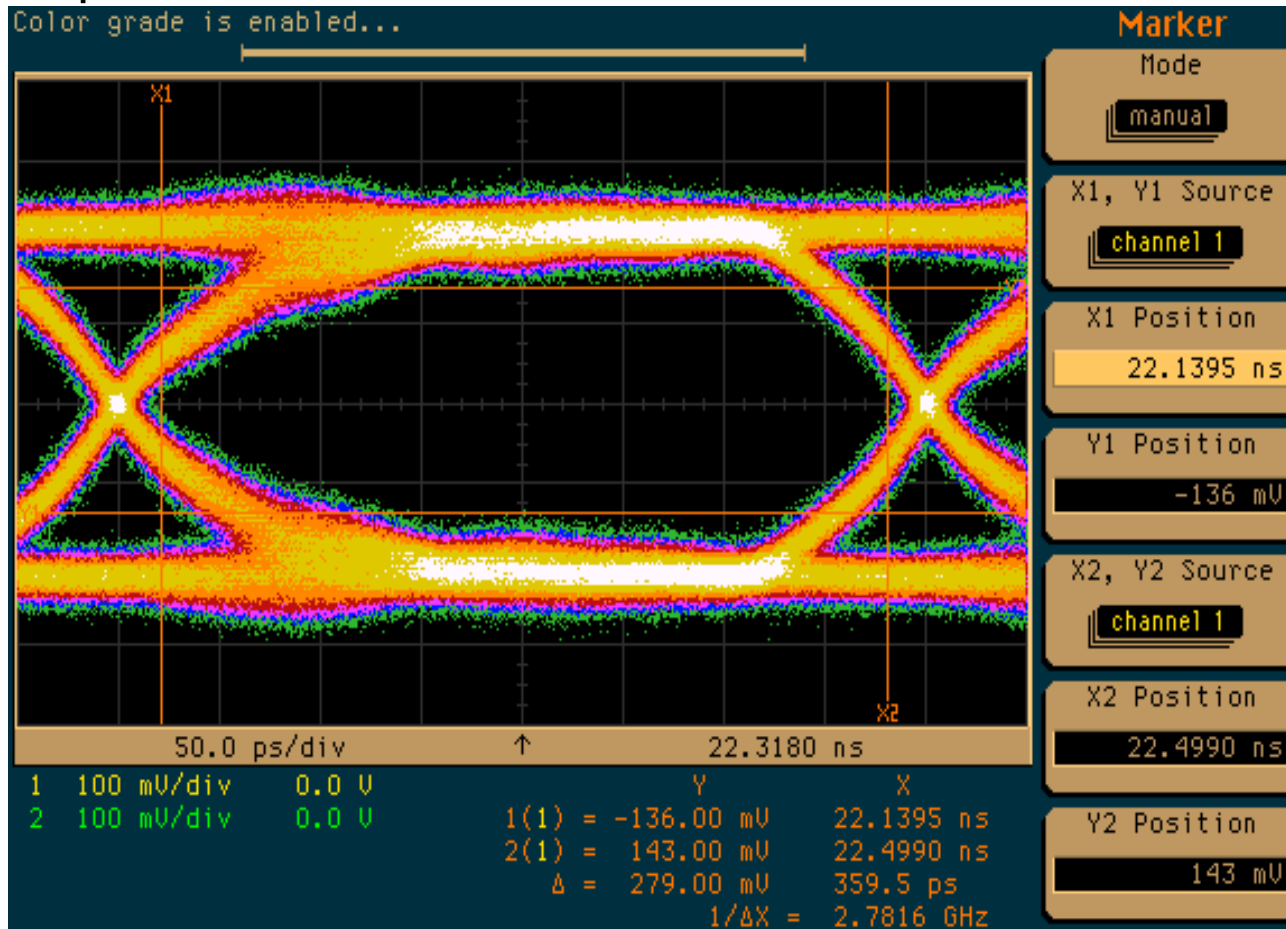 Color grade is enabled...
Marker
Mode
manual
X1, Y1 Source
channel 1
X1 Position
22.1395 ns
Y1 Position
-136 mV
X2, Y2 Source
channel 1
X2 Position
22.4990 ns
Y2 Position
143 mV
X1
X2
50.0 ps/div ↑ 22.3180 ns
1 100 mV/div 0.0 V
2 100 mV/div 0.0 V
Y X
1(1) = -136.00 mV 22.1395 ns
2(1) = 143.00 mV 22.4990 ns
Δ = 279.00 mV 359.5 ps
1/ΔX = 2.7816 GHz